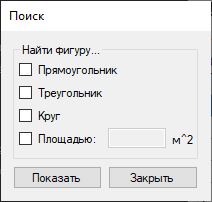 Поиск
Найти фигуру...
Прямоугольник
Треугольник
Круг
Площадью: м^2
Показать Закрыть